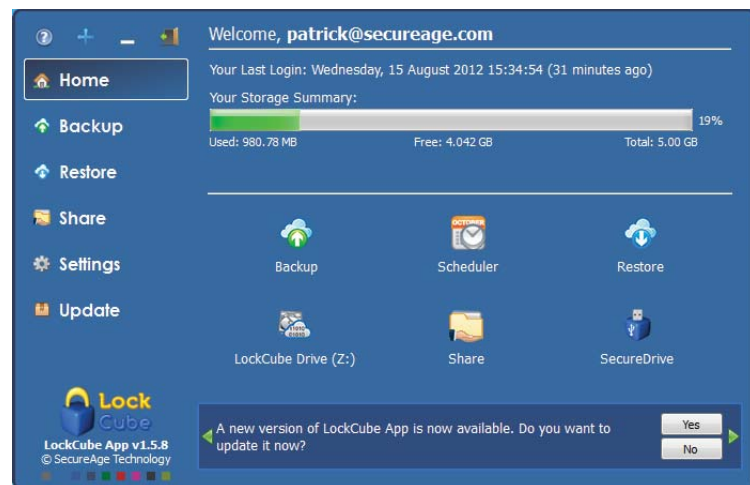 Welcome, patrick@secureage.com
Your Last Login: Wednesday, 15 August 2012 15:34:54 (31 minutes ago)
Your Storage Summary:
19%
Used: 980.78 MB Free: 4.042 GB Total: 5.00 GB
Home
Backup
Restore
Share
Settings
Update
OCTOBER
Backup Scheduler Restore
LockCube Drive (Z:) Share SecureDrive
Lock
Cube
LockCube App v1.5.8
© SecureAge Technology
A new version of LockCube App is now available. Do you want to
update it now?
Yes
No